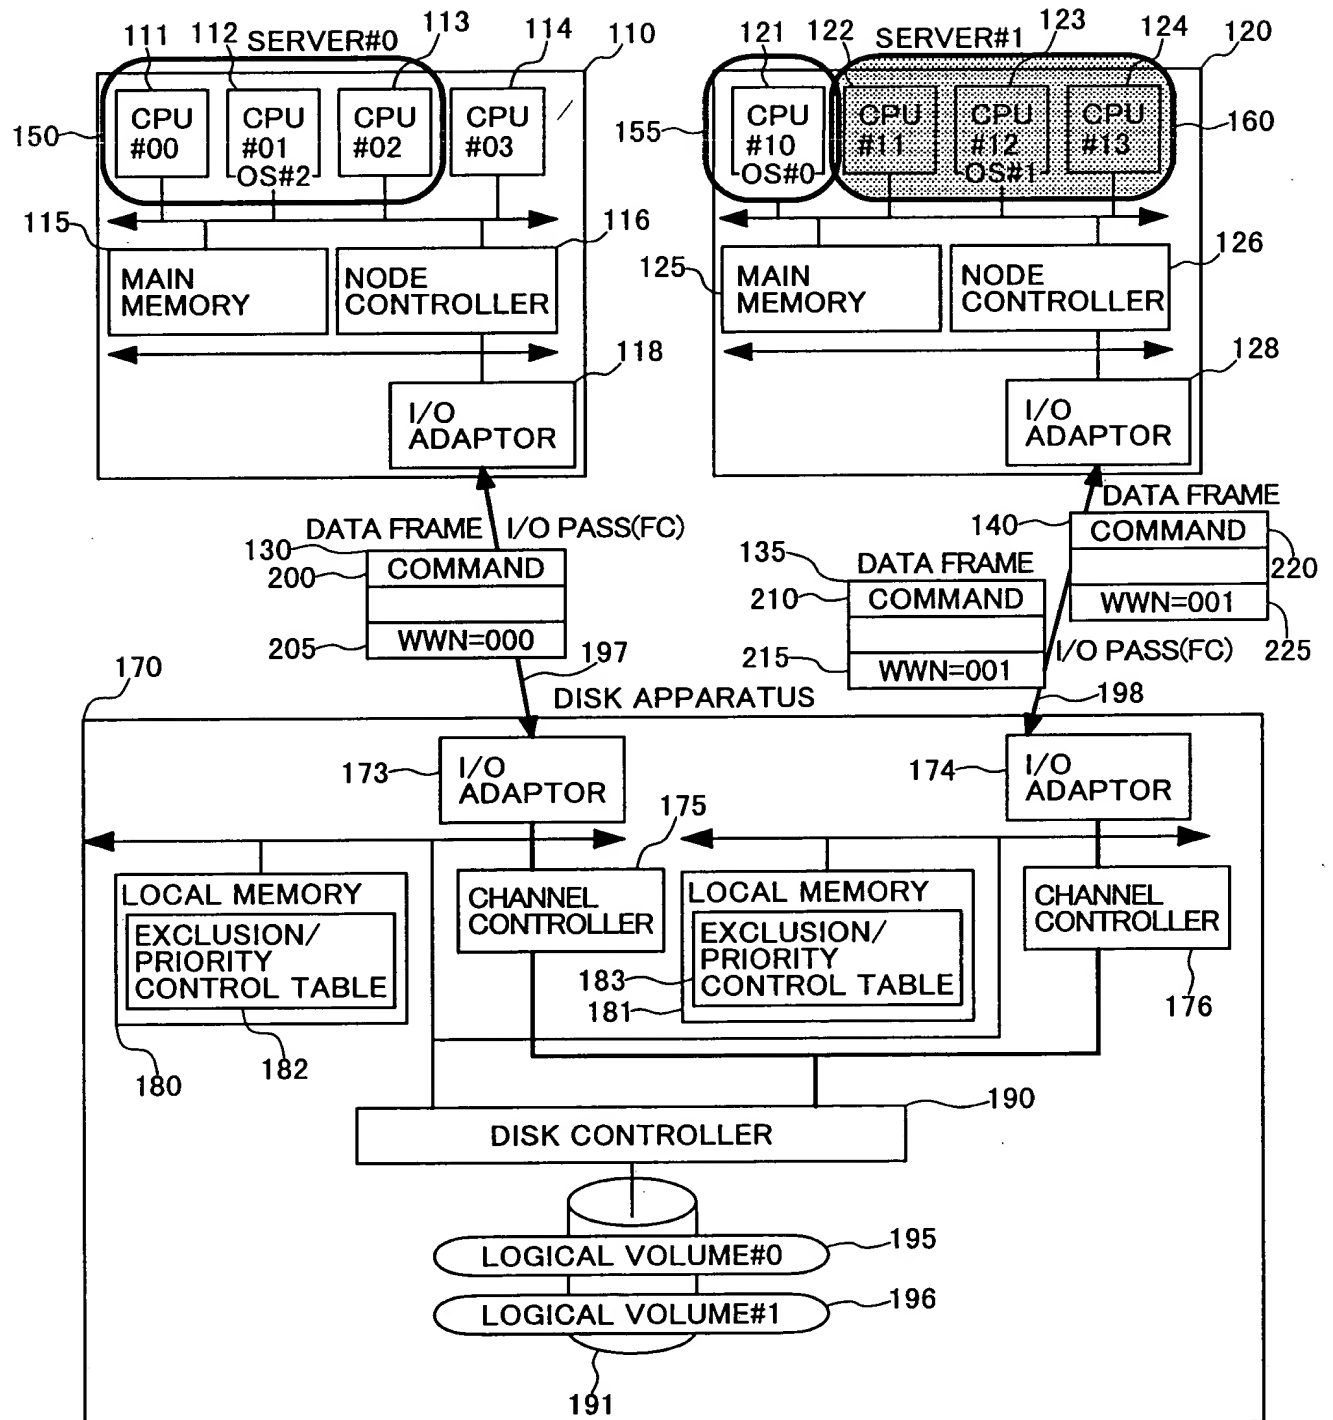 111
112
SERVER#0
113
114
110
121
122
SERVER#1
123
124
120
150
CPU
#00
CPU
#01
OS#2
CPU
#02
CPU
#03
155
CPU
#10
OS#0
CPU
#11
CPU
#12
OS#1
CPU
#13
160
115
116
MAIN
MEMORY
NODE
CONTROLLER
125
126
MAIN
MEMORY
NODE
CONTROLLER
118
I/O
ADAPTOR
128
I/O
ADAPTOR
DATA FRAME
I/O PASS(FC)
130
200
COMMAND
205
WWN=000
197
DATA FRAME
140
COMMAND
220
WWN=001
225
135
DATA FRAME
210
COMMAND
215
WWN=001
I/O PASS(FC)
198
170
DISK APPARATUS
173
I/O
ADAPTOR
174
I/O
ADAPTOR
175
LOCAL MEMORY
EXCLUSION/
PRIORITY
CONTROL TABLE
CHANNEL
CONTROLLER
LOCAL MEMORY
EXCLUSION/
PRIORITY
CONTROL TABLE
183
181
CHANNEL
CONTROLLER
176
180
182
190
DISK CONTROLLER
LOGICAL VOLUME#0
195
LOGICAL VOLUME#1
196
191